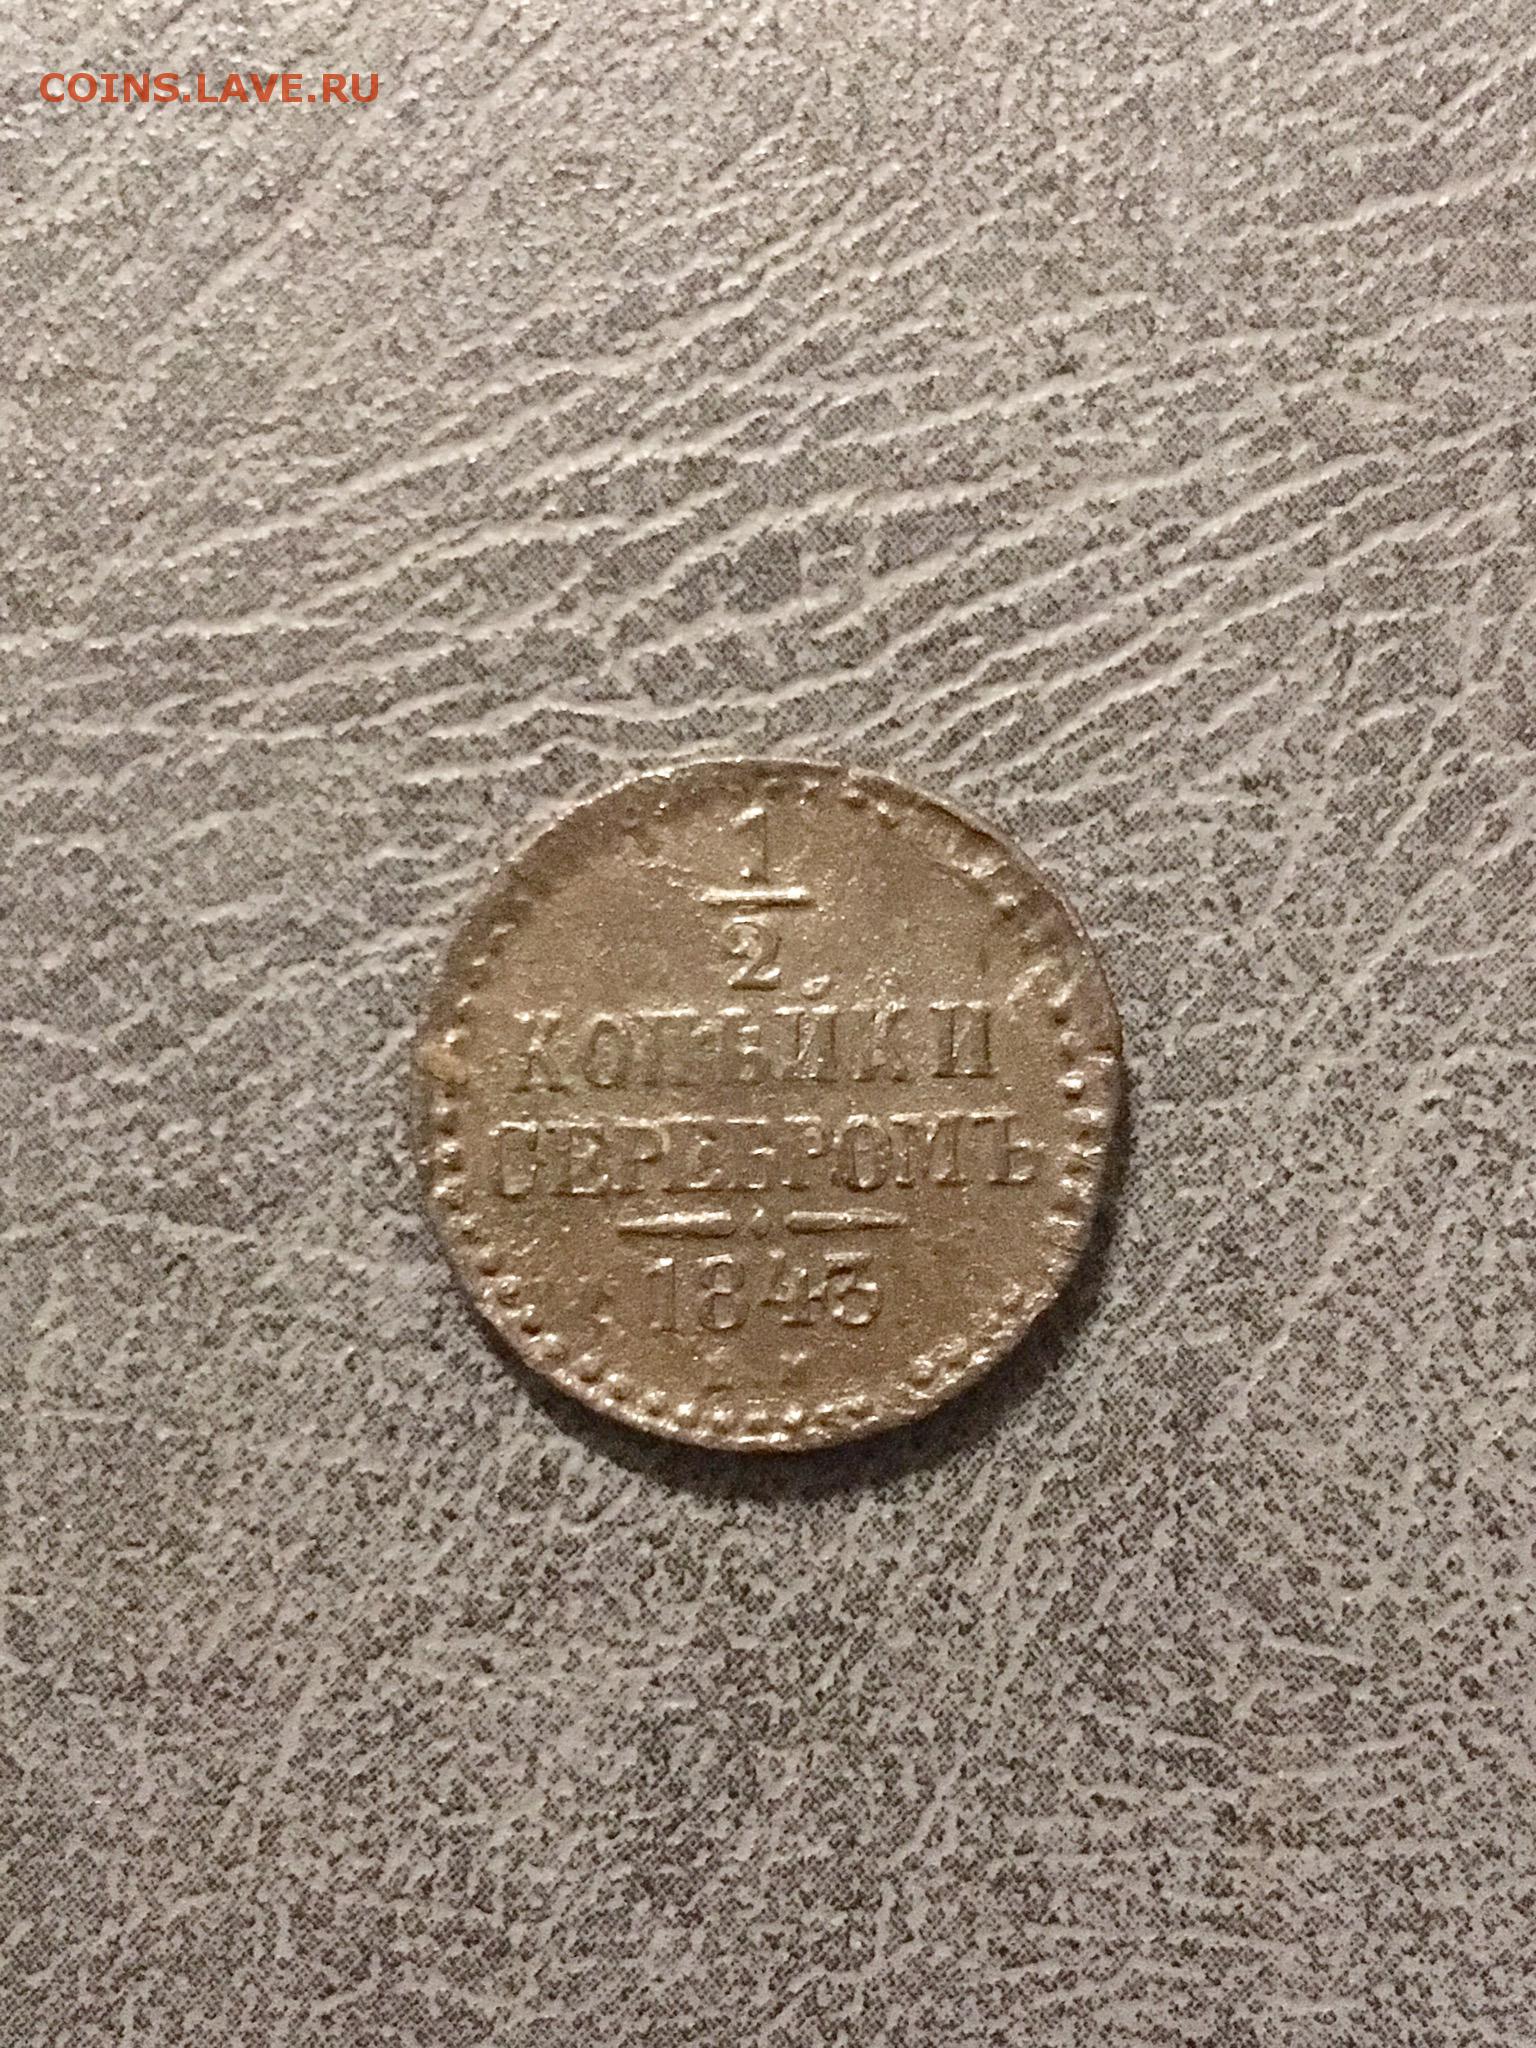 COINS.LAVE.RU
1
2
КОПѢЙКИ
СЕРЕБРОМЪ
1843